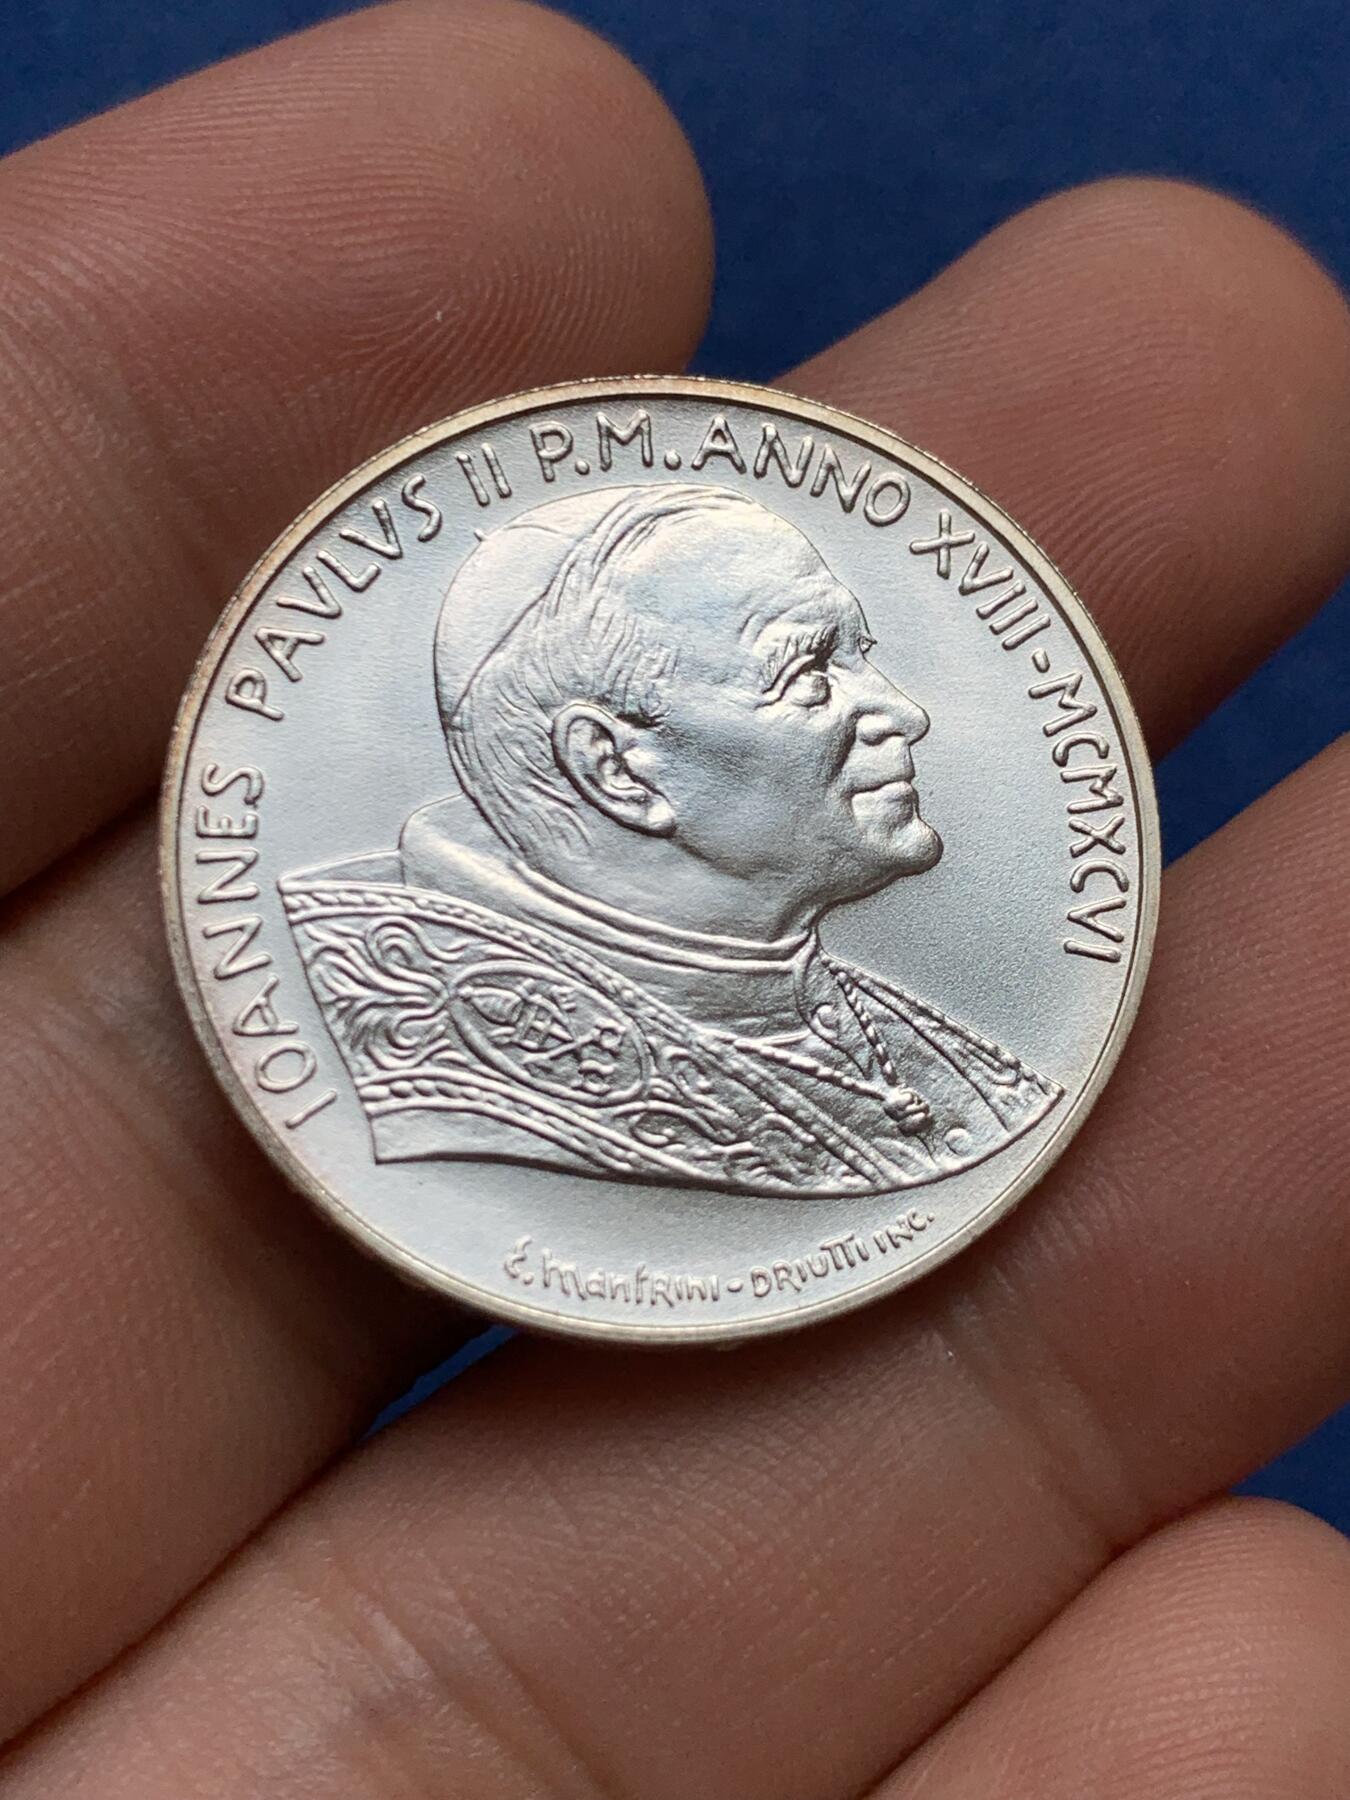 IOANNES PAVLVS II P.M. ANNO XVIII-MCMXCVI
E. MANFRINI - DRIUTTI INC.